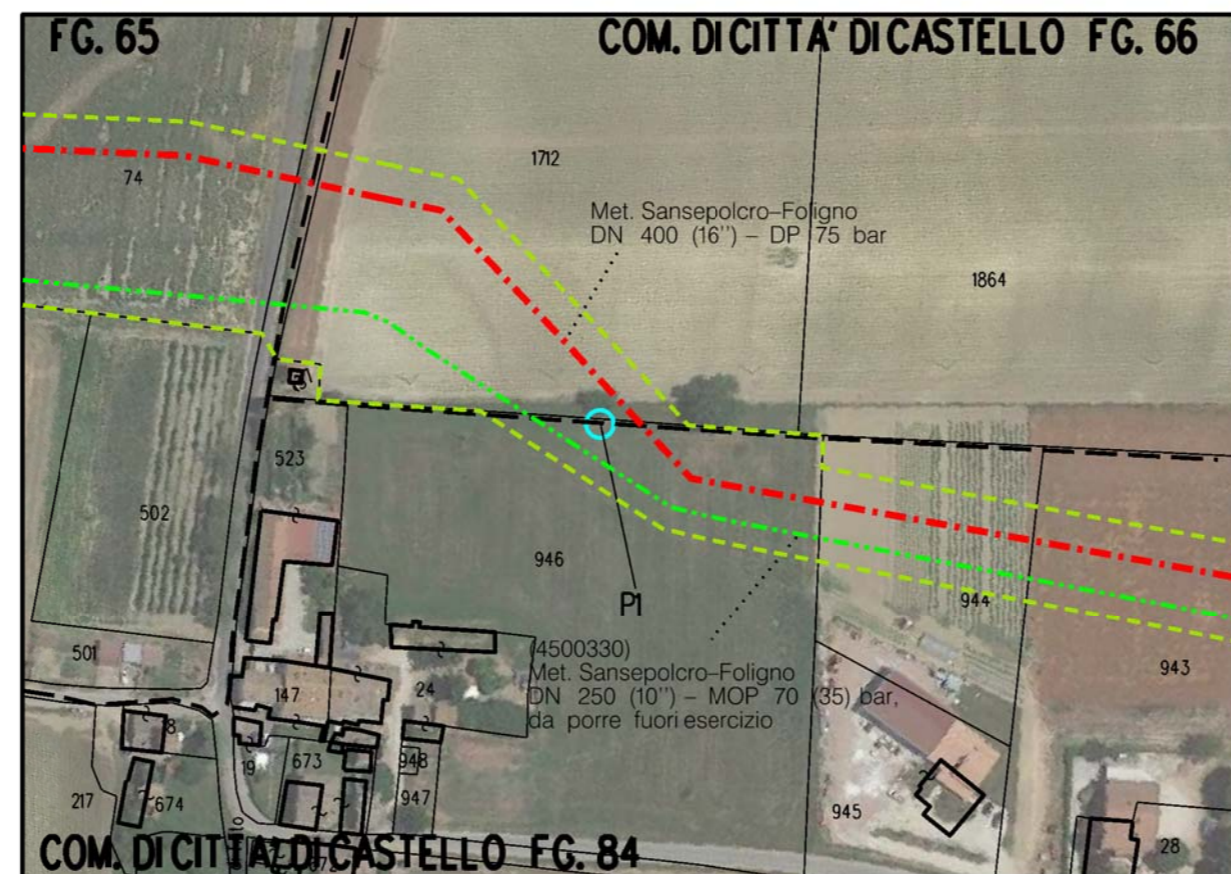 FG. 65
COM. DI CITTA' DI CASTELLO FG. 66
1712
74
Met. Sansepolcro–Foligno
DN 400 (16'') – DP 75 bar
1864
523
502
946
P1
944
501
(4500330)
Met. Sansepolcro–Foligno
DN 250 (10'') – MOP 70 (35) bar,
da porre fuori esercizio
943
147
24
8
19
673
948
947
217
674
945
28
COM. DI CITTA' DI CASTELLO FG. 84